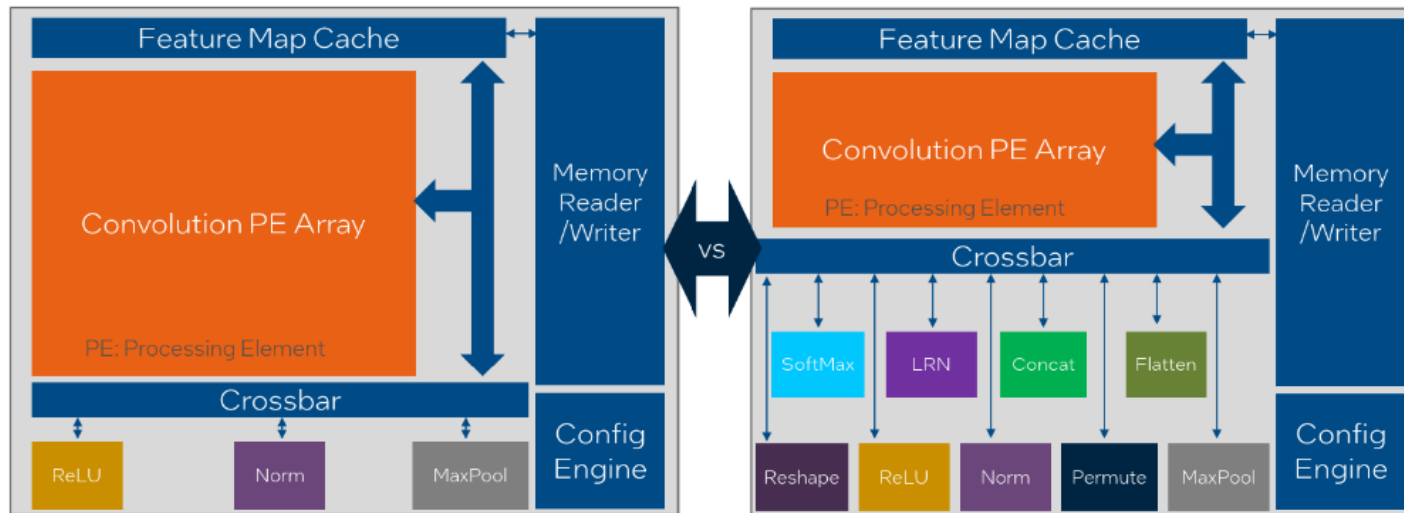 Feature Map Cache
Convolution PE Array
PE: Processing Element
Memory
Reader
/Writer
Crossbar
ReLU
Norm
MaxPool
Config
Engine
vs
Feature Map Cache
Convolution PE Array
PE: Processing Element
Memory
Reader
/Writer
Crossbar
SoftMax
LRN
Concat
Flatten
Reshape
ReLU
Norm
Permute
MaxPool
Config
Engine